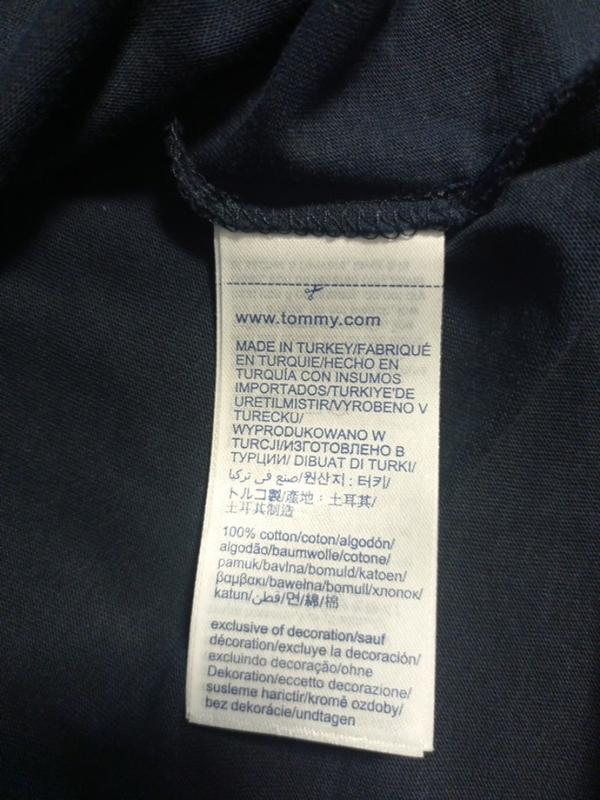 www.tommy.com
MADE IN TURKEY/FABRIQUÉ
EN TURQUIE/HECHO EN
TURQUÍA CON INSUMOS
IMPORTADOS/TURKIYE'DE
URETILMISTIR/VYROBENO V
TURECKU/
WYPRODUKOWANO W
TURCJI/ИЗГОТОВЛЕНО В
ТУРЦИИ/ DIBUAT DI TURKI/
صنع في تركيا/원산지 : 터키/
トルコ製/產地：土耳其/
土耳其制造
100% cotton/coton/algodón/
algodão/baumwolle/cotone/
pamuk/bavlna/bomuld/katoen/
βαμβακι/bawełna/bomull/хлопок/
katun/قطن/면/綿/棉
exclusive of decoration/sauf
décoration/excluye la decoración/
excluindo decoração/ohne
Dekoration/eccetto decorazione/
susleme harictir/kromě ozdoby/
bez dekorácie/undtagen